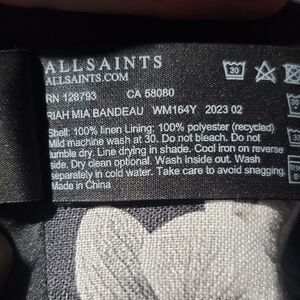 ALLSAINTS
ALLSAINTS.COM
RN 128793 CA 58080
RIAH MIA BANDEAU WM164Y 2023 02
Shell: 100% linen Lining: 100% polyester (recycled)
Mild machine wash at 30. Do not bleach. Do not
tumble dry. Line drying in shade. Cool iron on reverse
side. Dry clean optional. Wash inside out. Wash
separately in cold water. Take care to avoid snagging.
Made in China
30
30